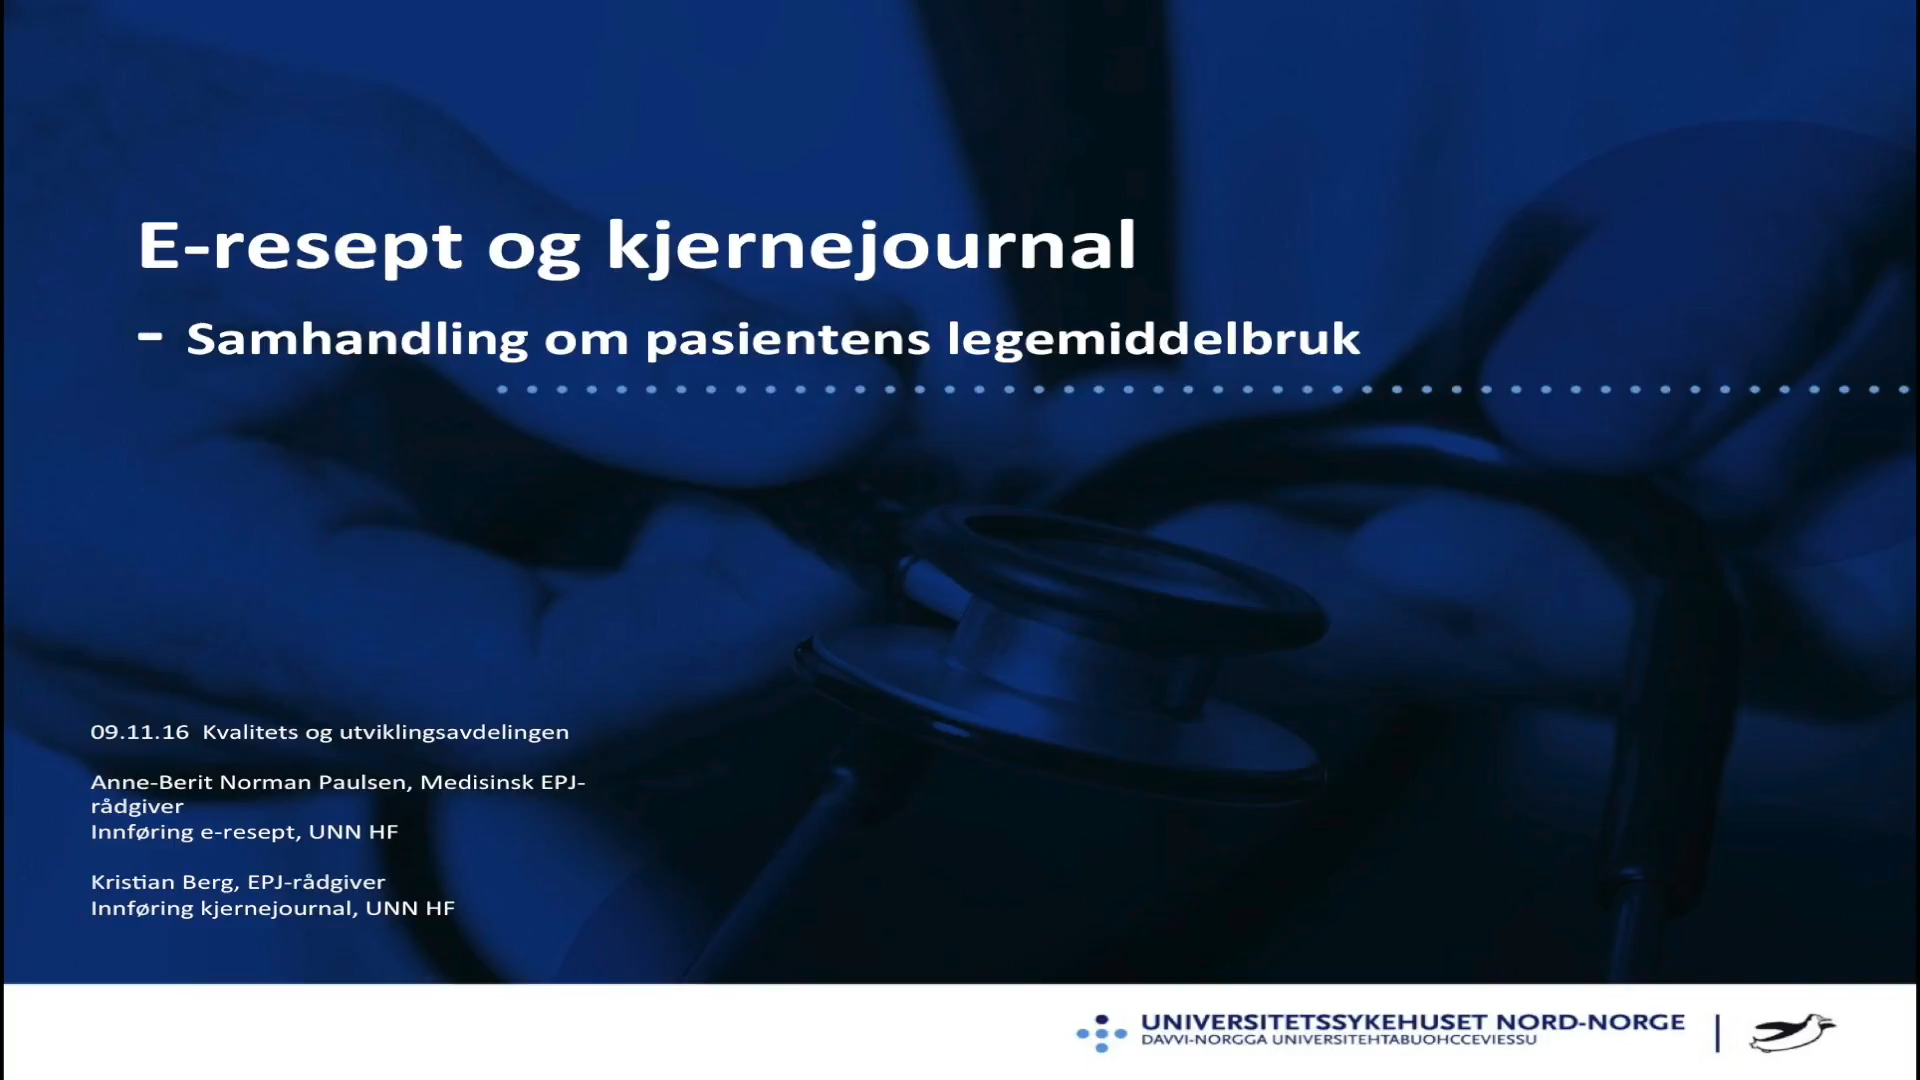 E-resept og kjernejournal
– Samhandling om pasientens legemiddelbruk
09.11.16 Kvalitets og utviklingsavdelingen
Anne-Berit Norman Paulsen, Medisinsk EPJ-
rådgiver
Innføring e-resept, UNN HF
Kristian Berg, EPJ-rådgiver
Innføring kjernejournal, UNN HF
UNIVERSITETSSYKEHUSET NORD-NORGE
DAVVI-NORGGA UNIVERSITEHTABUOHCCEVIESSU